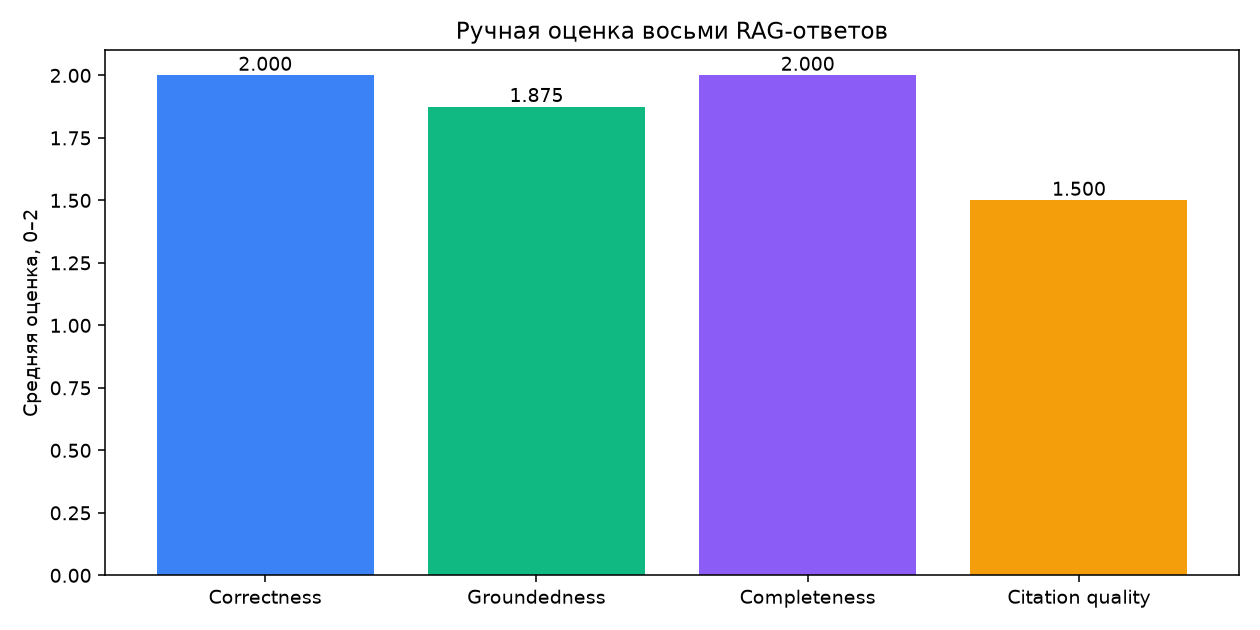 Ручная оценка восьми RAG-ответов
Средняя оценка, 0–2
2.00
1.75
1.50
1.25
1.00
0.75
0.50
0.25
0.00
2.000
1.875
2.000
1.500
Correctness
Groundedness
Completeness
Citation quality